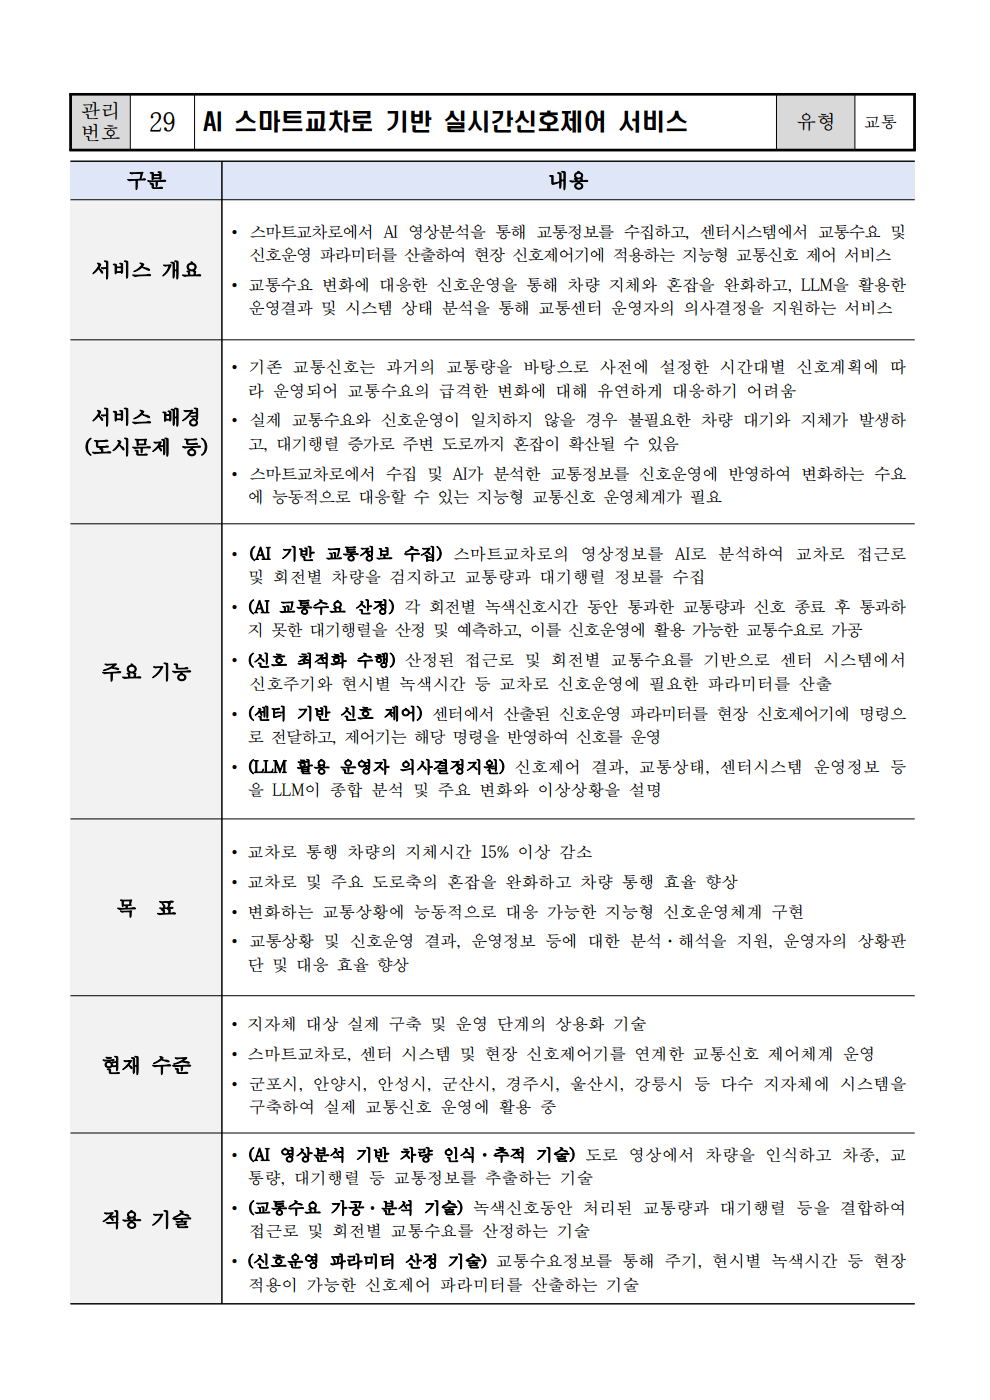 관리
번호
29
AI 스마트교차로 기반 실시간신호제어 서비스
유형
교통
구분
내용
서비스 개요
• 스마트교차로에서 AI 영상분석을 통해 교통정보를 수집하고, 센터시스템에서 교통수요 및
신호운영 파라미터를 산출하여 현장 신호제어기에 적용하는 지능형 교통신호 제어 서비스
• 교통수요 변화에 대응한 신호운영을 통해 차량 지체와 혼잡을 완화하고, LLM을 활용한
운영결과 및 시스템 상태 분석을 통해 교통센터 운영자의 의사결정을 지원하는 서비스
서비스 배경
(도시문제 등)
• 기존 교통신호는 과거의 교통량을 바탕으로 사전에 설정한 시간대별 신호계획에 따
라 운영되어 교통수요의 급격한 변화에 대해 유연하게 대응하기 어려움
• 실제 교통수요와 신호운영이 일치하지 않을 경우 불필요한 차량 대기와 지체가 발생하
고, 대기행렬 증가로 주변 도로까지 혼잡이 확산될 수 있음
• 스마트교차로에서 수집 및 AI가 분석한 교통정보를 신호운영에 반영하여 변화하는 수요
에 능동적으로 대응할 수 있는 지능형 교통신호 운영체계가 필요
주요 기능
• (AI 기반 교통정보 수집) 스마트교차로의 영상정보를 AI로 분석하여 교차로 접근로
및 회전별 차량을 검지하고 교통량과 대기행렬 정보를 수집
• (AI 교통수요 산정) 각 회전별 녹색신호시간 동안 통과한 교통량과 신호 종료 후 통과하
지 못한 대기행렬을 산정 및 예측하고, 이를 신호운영에 활용 가능한 교통수요로 가공
• (신호 최적화 수행) 산정된 접근로 및 회전별 교통수요를 기반으로 센터 시스템에서
신호주기와 현시별 녹색시간 등 교차로 신호운영에 필요한 파라미터를 산출
• (센터 기반 신호 제어) 센터에서 산출된 신호운영 파라미터를 현장 신호제어기에 명령으
로 전달하고, 제어기는 해당 명령을 반영하여 신호를 운영
• (LLM 활용 운영자 의사결정지원) 신호제어 결과, 교통상태, 센터시스템 운영정보 등
을 LLM이 종합 분석 및 주요 변화와 이상상황을 설명
목 표
• 교차로 통행 차량의 지체시간 15% 이상 감소
• 교차로 및 주요 도로축의 혼잡을 완화하고 차량 통행 효율 향상
• 변화하는 교통상황에 능동적으로 대응 가능한 지능형 신호운영체계 구현
• 교통상황 및 신호운영 결과, 운영정보 등에 대한 분석·해석을 지원, 운영자의 상황판
단 및 대응 효율 향상
현재 수준
• 지자체 대상 실제 구축 및 운영 단계의 상용화 기술
• 스마트교차로, 센터 시스템 및 현장 신호제어기를 연계한 교통신호 제어체계 운영
• 군포시, 안양시, 안성시, 군산시, 경주시, 울산시, 강릉시 등 다수 지자체에 시스템을
구축하여 실제 교통신호 운영에 활용 중
적용 기술
• (AI 영상분석 기반 차량 인식·추적 기술) 도로 영상에서 차량을 인식하고 차종, 교
통량, 대기행렬 등 교통정보를 추출하는 기술
• (교통수요 가공·분석 기술) 녹색신호동안 처리된 교통량과 대기행렬 등을 결합하여
접근로 및 회전별 교통수요를 산정하는 기술
• (신호운영 파라미터 산정 기술) 교통수요정보를 통해 주기, 현시별 녹색시간 등 현장
적용이 가능한 신호제어 파라미터를 산출하는 기술